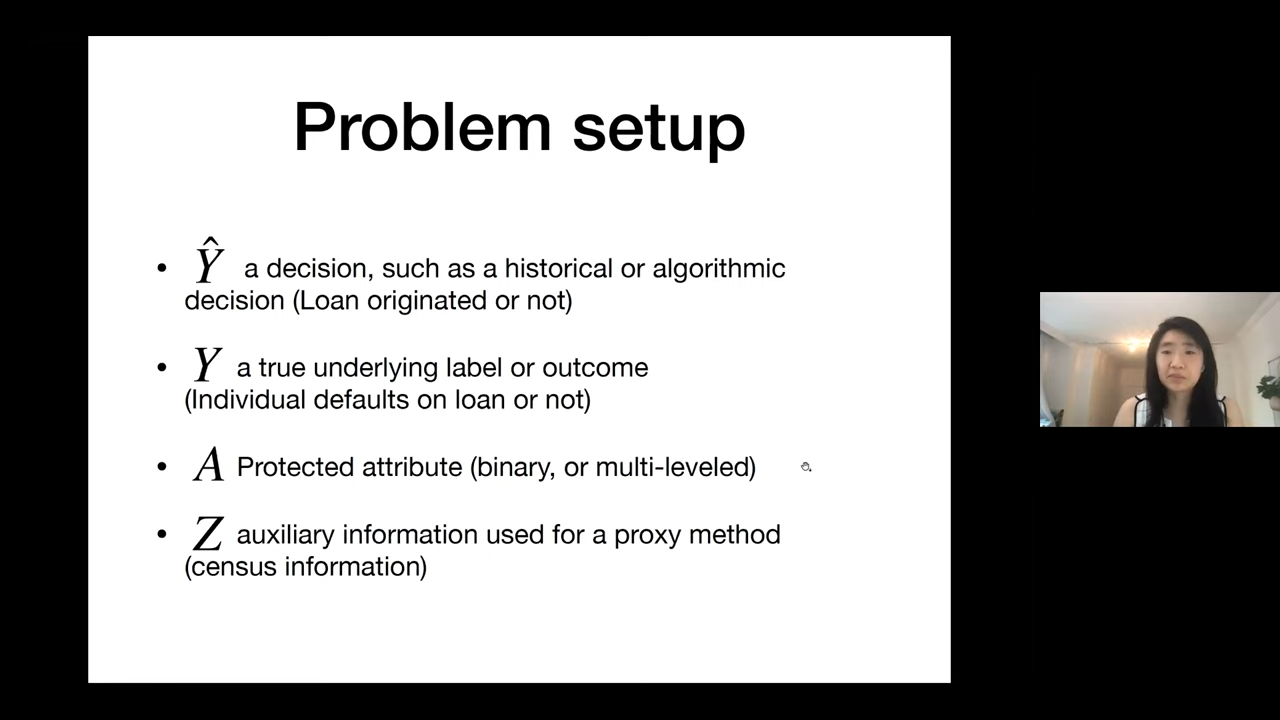 Problem setup
• Ŷ a decision, such as a historical or algorithmic
decision (Loan originated or not)
• Y a true underlying label or outcome
(Individual defaults on loan or not)
• A Protected attribute (binary, or multi-leveled)
• Z auxiliary information used for a proxy method
(census information)